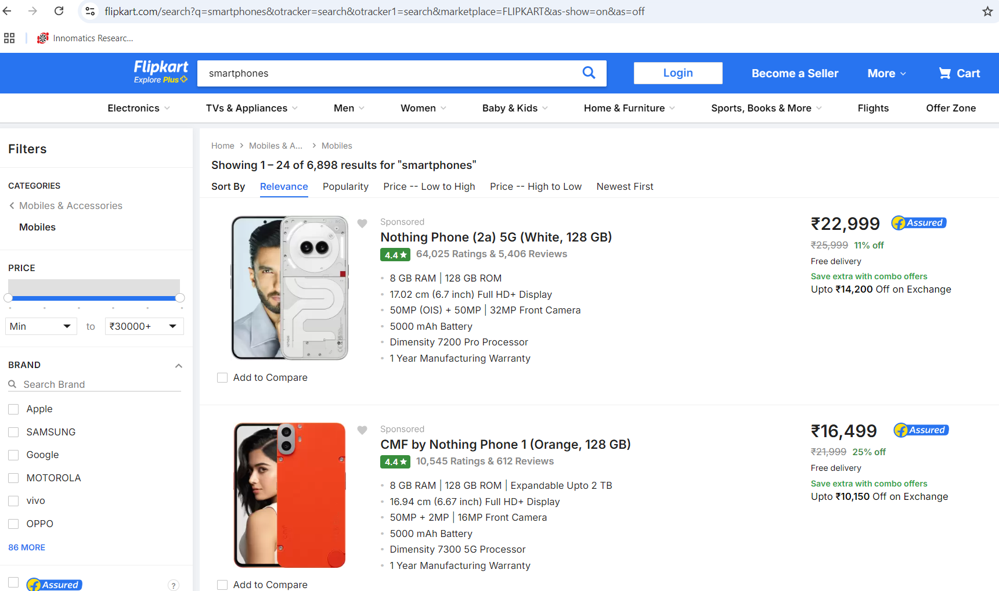 flipkart.com/search?q=smartphones&otracker=search&otracker1=search&marketplace=FLIPKART&as-show=on&as=off
Innomatics Researc...
Flipkart
Explore Plus
smartphones
Login
Become a Seller
More
Cart
Electronics
TVs & Appliances
Men
Women
Baby & Kids
Home & Furniture
Sports, Books & More
Flights
Offer Zone
Filters
CATEGORIES
Mobiles & Accessories
Mobiles
PRICE
Min to ₹30000+
BRAND
Search Brand
Apple
SAMSUNG
Google
MOTOROLA
vivo
OPPO
86 MORE
Assured
?
Home > Mobiles & A... > Mobiles
Showing 1 – 24 of 6,898 results for "smartphones"
Sort By Relevance Popularity Price -- Low to High Price -- High to Low Newest First
Sponsored
Nothing Phone (2a) 5G (White, 128 GB)
4.4★ 64,025 Ratings & 5,406 Reviews
8 GB RAM | 128 GB ROM
17.02 cm (6.7 inch) Full HD+ Display
50MP (OIS) + 50MP | 32MP Front Camera
5000 mAh Battery
Dimensity 7200 Pro Processor
1 Year Manufacturing Warranty
Add to Compare
₹22,999 Assured
₹25,999 11% off
Free delivery
Save extra with combo offers
Upto ₹14,200 Off on Exchange
Sponsored
CMF by Nothing Phone 1 (Orange, 128 GB)
4.4★ 10,545 Ratings & 612 Reviews
8 GB RAM | 128 GB ROM | Expandable Upto 2 TB
16.94 cm (6.67 inch) Full HD+ Display
50MP + 2MP | 16MP Front Camera
5000 mAh Battery
Dimensity 7300 5G Processor
1 Year Manufacturing Warranty
Add to Compare
₹16,499 Assured
₹21,999 25% off
Free delivery
Save extra with combo offers
Upto ₹10,150 Off on Exchange